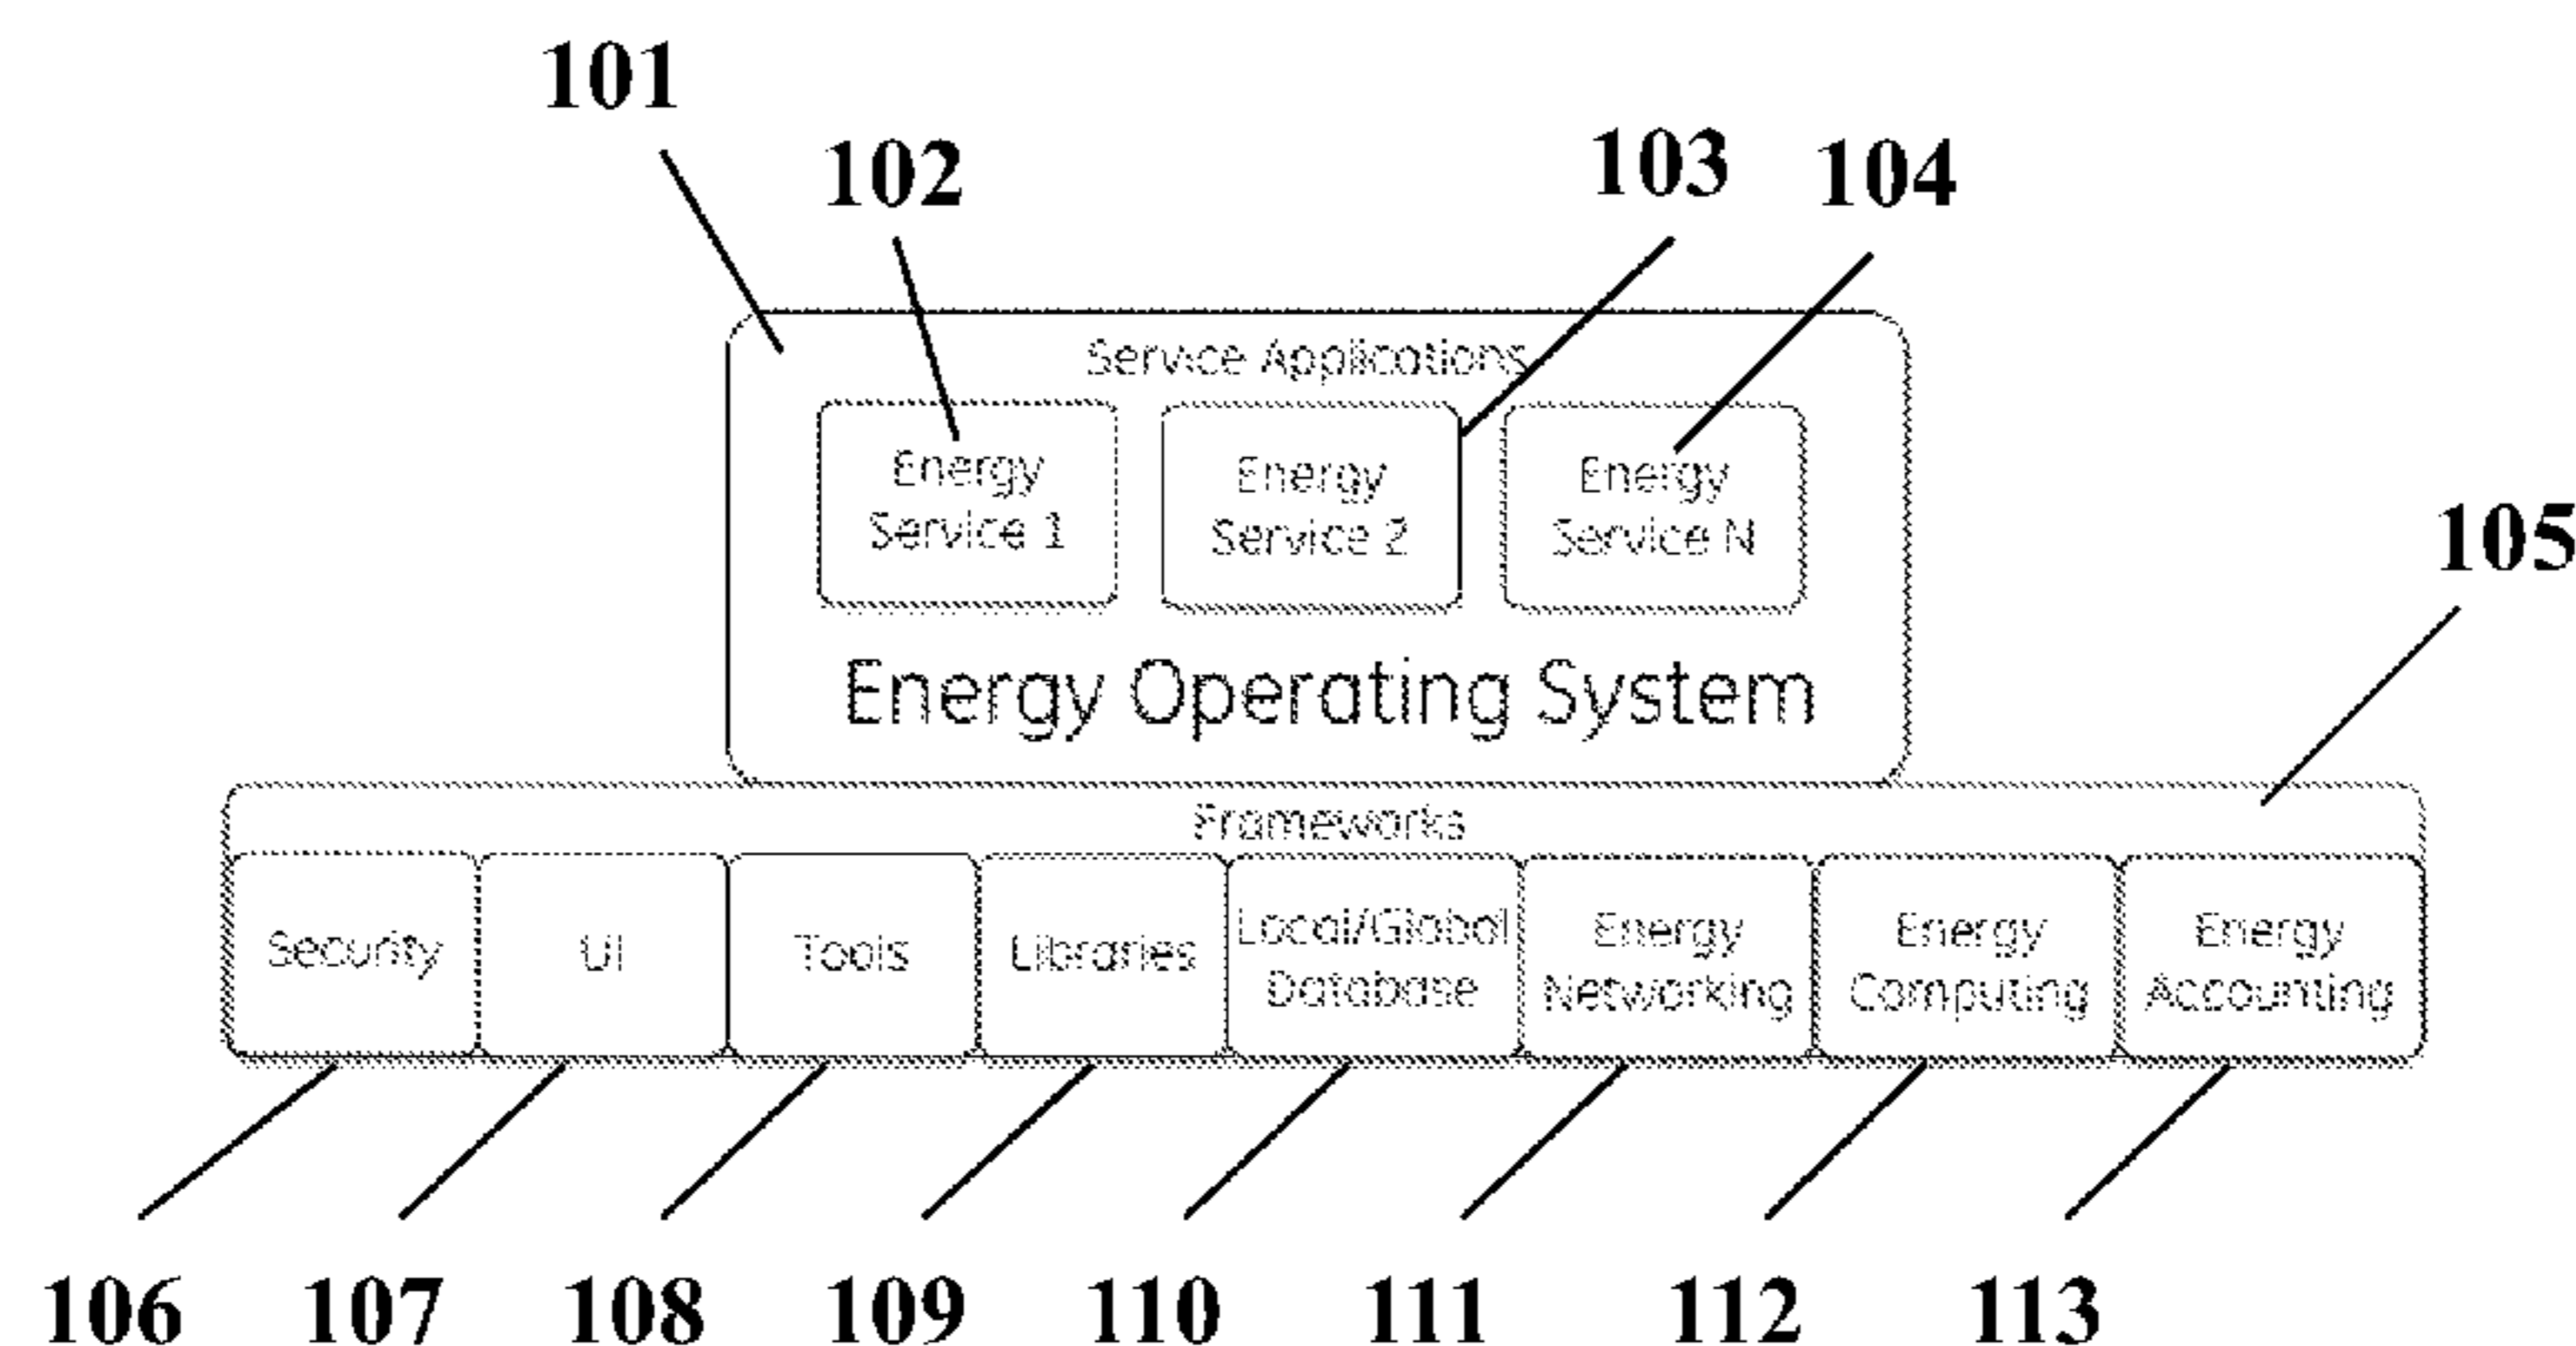 101
102
103
104
Service Applications
Energy
Service 1
Energy
Service 2
Energy
Service N
105
Energy Operating System
Frameworks
Security
UI
Tools
Libraries
Local/Global
Database
Energy
Networking
Energy
Computing
Energy
Accounting
106
107
108
109
110
111
112
113